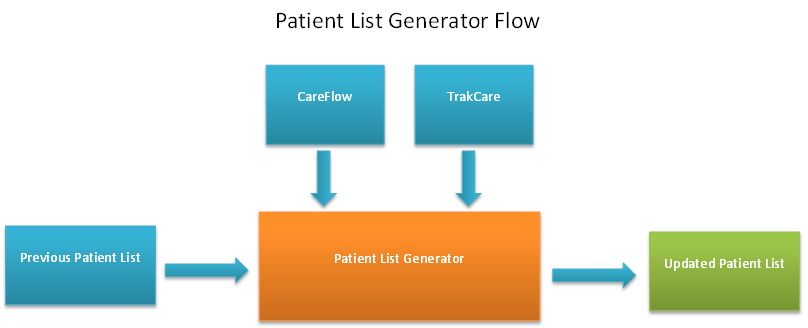 Patient List Generator Flow
CareFlow
TrakCare
Previous Patient List
Patient List Generator
Updated Patient List